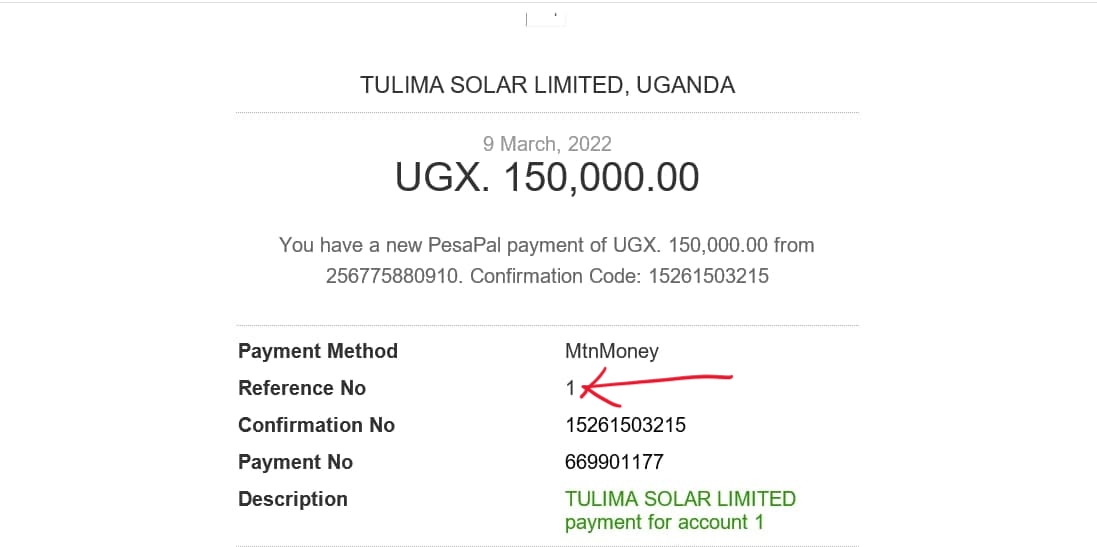 TULIMA SOLAR LIMITED, UGANDA
9 March, 2022
UGX. 150,000.00
You have a new PesaPal payment of UGX. 150,000.00 from
256775880910. Confirmation Code: 15261503215
Payment Method MtnMoney
Reference No 1
Confirmation No 15261503215
Payment No 669901177
Description TULIMA SOLAR LIMITED
payment for account 1